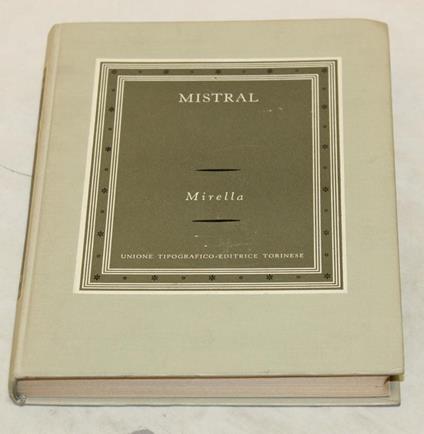 MISTRAL
Mirella
UNIONE TIPOGRAFICO-EDITRICE TORINESE